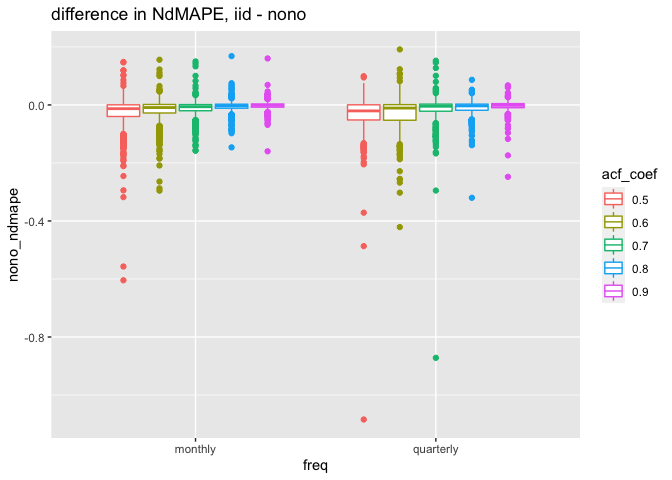 difference in NdMAPE, iid - nono
0.0
-0.4
-0.8
nono_ndmape
monthly
quarterly
freq
acf_coef
0.5
0.6
0.7
0.8
0.9